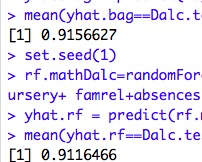 > mean(yhat.bag==Dalc.te
[1] 0.9156627
> set.seed(1)
> rf.mathDalc=randomFore
ursery+ famrel+absences
> yhat.rf = predict(rf.m
> mean(yhat.rf==Dalc.te
[1] 0.9116466